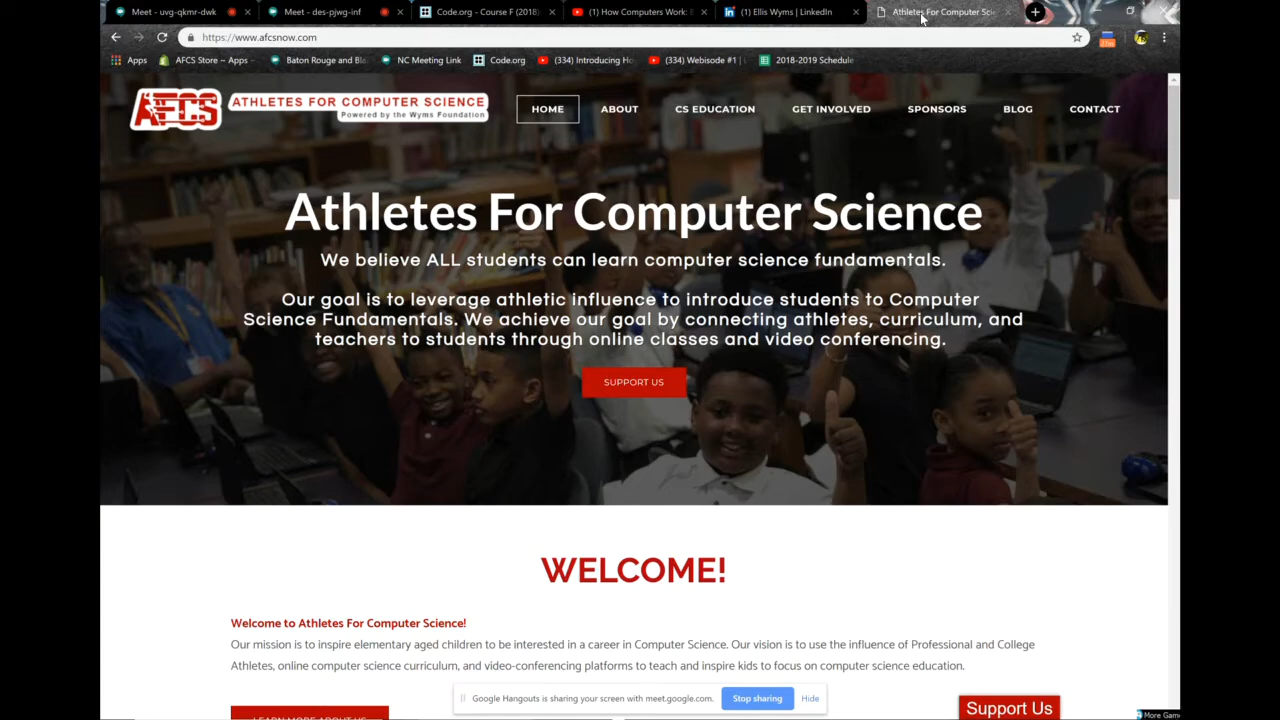 Meet - uvg-qkmr-dwk
Meet - des-pjwg-inf
Code.org - Course F (2018)
(1) How Computers Work:
(1) Ellis Wyms | LinkedIn
Athletes For Computer Scie
https://www.afcsnow.com
27m
Apps
AFCS Store ~ Apps -
Baton Rouge and Bla
NC Meeting Link
Code.org
(334) Introducing Ho
(334) Webisode #1 |
2018-2019 Schedule
AFCS
ATHLETES FOR COMPUTER SCIENCE
Powered by the Wyms Foundation
HOME
ABOUT
CS EDUCATION
GET INVOLVED
SPONSORS
BLOG
CONTACT
Athletes For Computer Science
We believe ALL students can learn computer science fundamentals.
Our goal is to leverage athletic influence to introduce students to Computer
Science Fundamentals. We achieve our goal by connecting athletes, curriculum, and
teachers to students through online classes and video conferencing.
SUPPORT US
WELCOME!
Welcome to Athletes For Computer Science!
Our mission is to inspire elementary aged children to be interested in a career in Computer Science. Our vision is to use the influence of Professional and College
Athletes, online computer science curriculum, and video-conferencing platforms to teach and inspire kids to focus on computer science education.
Google Hangouts is sharing your screen with meet.google.com.
Stop sharing
Hide
LEARN MORE ABOUT US
Support Us
More Gam